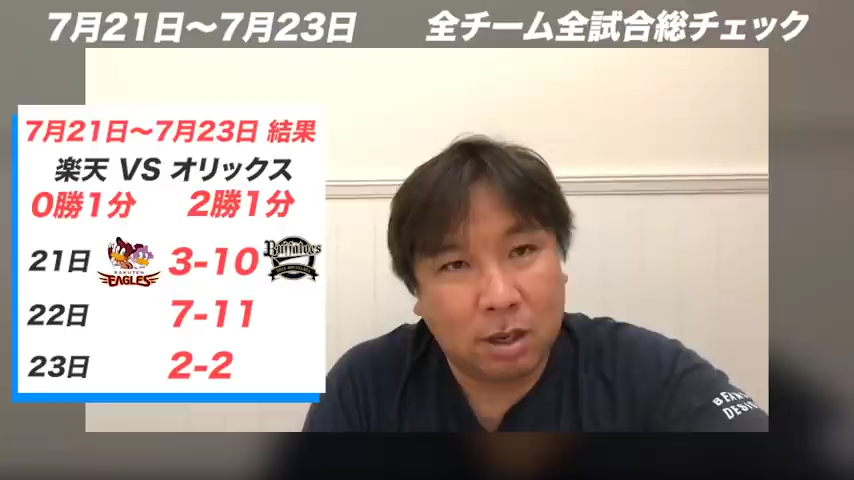 7月21日〜7月23日 全チーム全試合総チェック
7月21日〜7月23日 結果
楽天 VS オリックス
0勝1分 2勝1分
21日 RAKUTEN EAGLES 3-10 Buffaloes
22日 7-11
23日 2-2
DESI